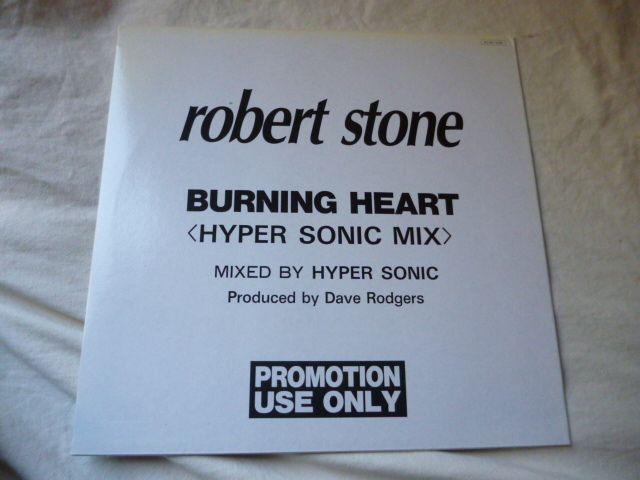 robert stone
BURNING HEART
〈HYPER SONIC MIX〉
MIXED BY HYPER SONIC
Produced by Dave Rodgers
PROMOTION
USE ONLY